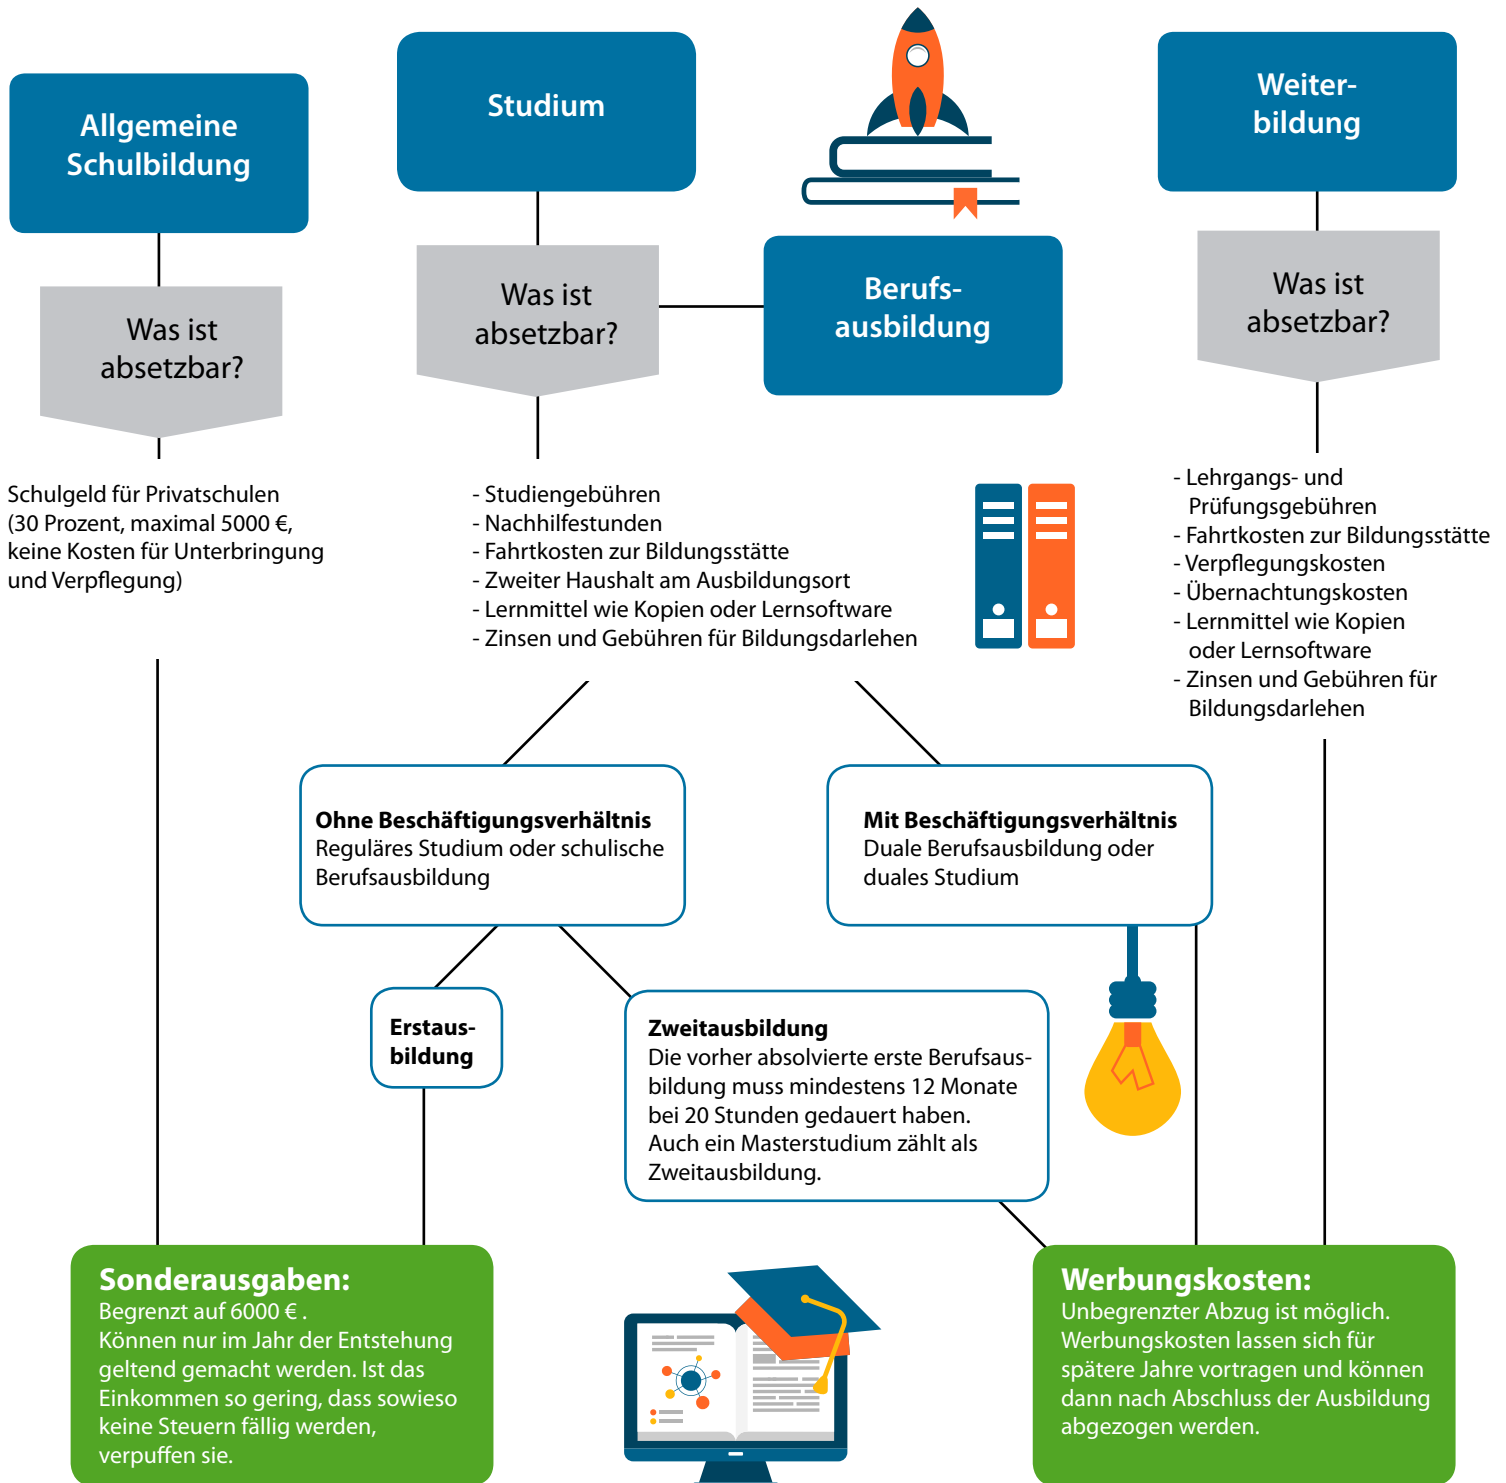 Allgemeine
Schulbildung
Studium
Berufs-
ausbildung
Weiter-
bildung
Was ist
absetzbar?
Was ist
absetzbar?
Was ist
absetzbar?
Schulgeld für Privatschulen
(30 Prozent, maximal 5000 €,
keine Kosten für Unterbringung
und Verpflegung)
- Studiengebühren
- Nachhilfestunden
- Fahrtkosten zur Bildungsstätte
- Zweiter Haushalt am Ausbildungsort
- Lernmittel wie Kopien oder Lernsoftware
- Zinsen und Gebühren für Bildungsdarlehen
- Lehrgangs- und
Prüfungsgebühren
- Fahrtkosten zur Bildungsstätte
- Verpflegungskosten
- Übernachtungskosten
- Lernmittel wie Kopien
oder Lernsoftware
- Zinsen und Gebühren für
Bildungsdarlehen
Ohne Beschäftigungsverhältnis
Reguläres Studium oder schulische
Berufsausbildung
Mit Beschäftigungsverhältnis
Duale Berufsausbildung oder
duales Studium
Erstaus-
bildung
Zweitausbildung
Die vorher absolvierte erste Berufsaus-
bildung muss mindestens 12 Monate
bei 20 Stunden gedauert haben.
Auch ein Masterstudium zählt als
Zweitausbildung.
Sonderausgaben:
Begrenzt auf 6000 € .
Können nur im Jahr der Entstehung
geltend gemacht werden. Ist das
Einkommen so gering, dass sowieso
keine Steuern fällig werden,
verpuffen sie.
Werbungskosten:
Unbegrenzter Abzug ist möglich.
Werbungskosten lassen sich für
spätere Jahre vortragen und können
dann nach Abschluss der Ausbildung
abgezogen werden.